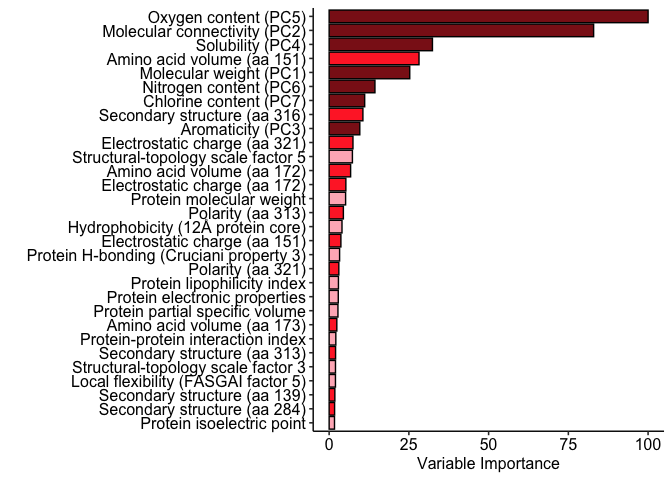 Oxygen content (PC5)
Molecular connectivity (PC2)
Solubility (PC4)
Amino acid volume (aa 151)
Molecular weight (PC1)
Nitrogen content (PC6)
Chlorine content (PC7)
Secondary structure (aa 316)
Aromaticity (PC3)
Electrostatic charge (aa 321)
Structural-topology scale factor 5
Amino acid volume (aa 172)
Electrostatic charge (aa 172)
Protein molecular weight
Polarity (aa 313)
Hydrophobicity (12A protein core)
Electrostatic charge (aa 151)
Protein H-bonding (Cruciani property 3)
Polarity (aa 321)
Protein lipophilicity index
Protein electronic properties
Protein partial specific volume
Amino acid volume (aa 173)
Protein-protein interaction index
Secondary structure (aa 313)
Structural-topology scale factor 3
Local flexibility (FASGAI factor 5)
Secondary structure (aa 139)
Secondary structure (aa 284)
Protein isoelectric point
0 25 50 75 100
Variable Importance